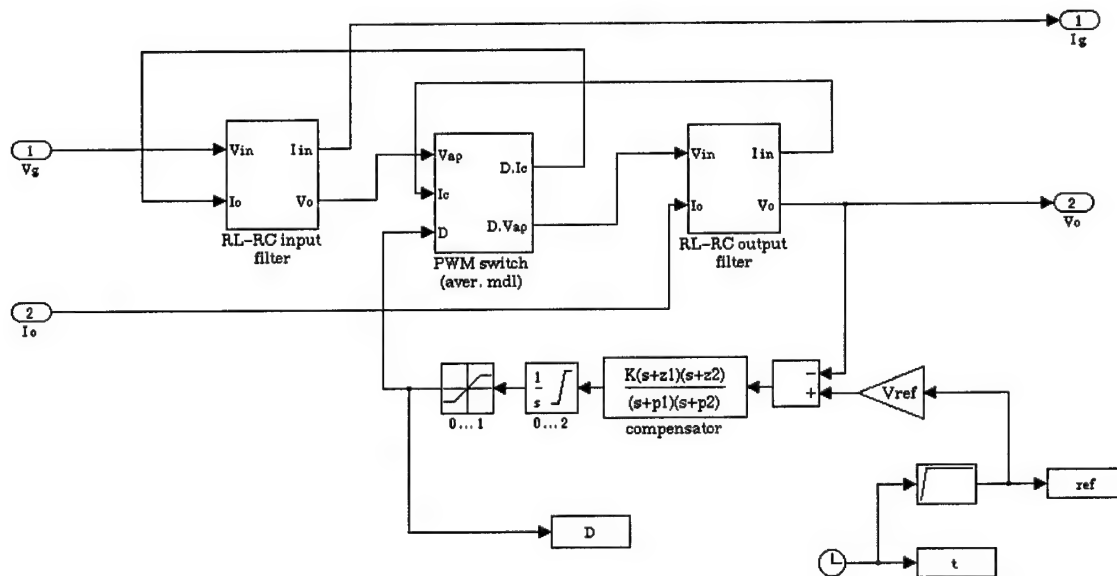 1
Ig
1
Vg
Vin
Iin
Io
Vo
RL-RC input
filter
Vap
D.Ic
Ic
D.Vap
D
PWM switch
(aver. mdl)
Vin
Iin
Io
Vo
RL-RC output
filter
2
Vo
2
Io
0...1
1
s
0...2
K(s+z1)(s+z2)
(s+p1)(s+p2)
compensator
-
+
Vref
ref
D
t